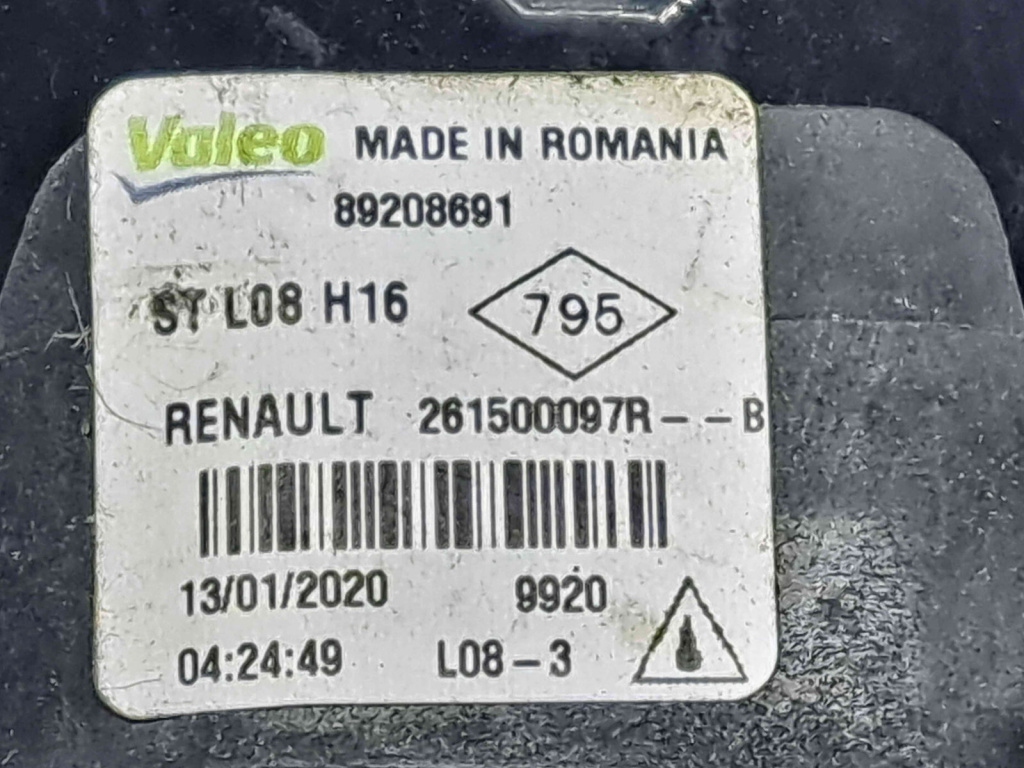 Valeo MADE IN ROMANIA
89208691
ST L08 H16 795
RENAULT 261500097R--B
13/01/2020 9920
04:24:49 L08-3